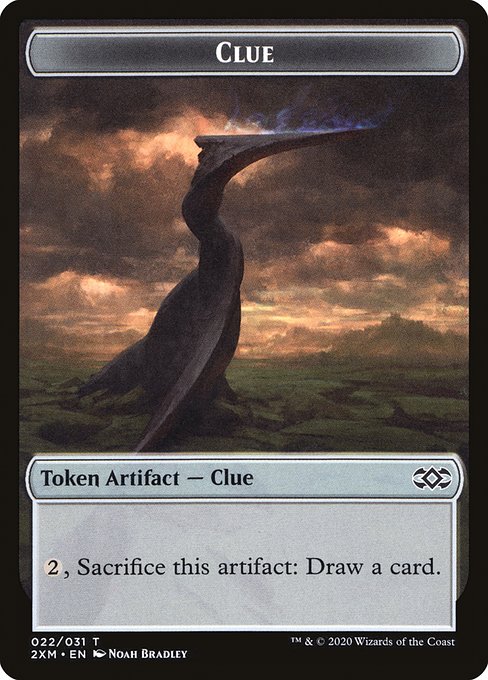 Clue
Token Artifact — Clue
2, Sacrifice this artifact: Draw a card.
022/031 T
2XM • EN Noah Bradley
™ & © 2020 Wizards of the Coast